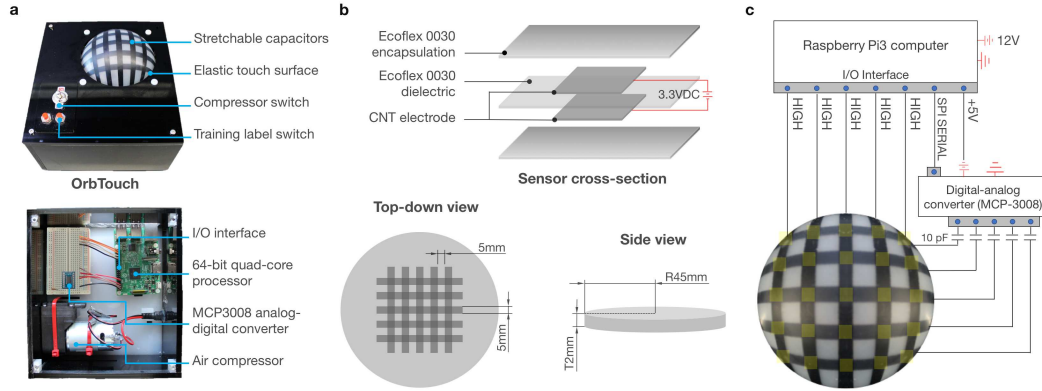 a
Stretchable capacitors
Elastic touch surface
Compressor switch
Training label switch
OrbTouch
I/O interface
64-bit quad-core
processor
MCP3008 analog-
digital converter
Air compressor
b
Ecoflex 0030
encapsulation
Ecoflex 0030
dielectric
CNT electrode
3.3VDC
Sensor cross-section
Top-down view
5mm
5mm
Side view
R45mm
T2mm
c
Raspberry Pi3 computer
12V
I/O Interface
HIGH
HIGH
HIGH
HIGH
HIGH
SPI SERIAL
+5V
Digital-analog
converter (MCP-3008)
10 pF